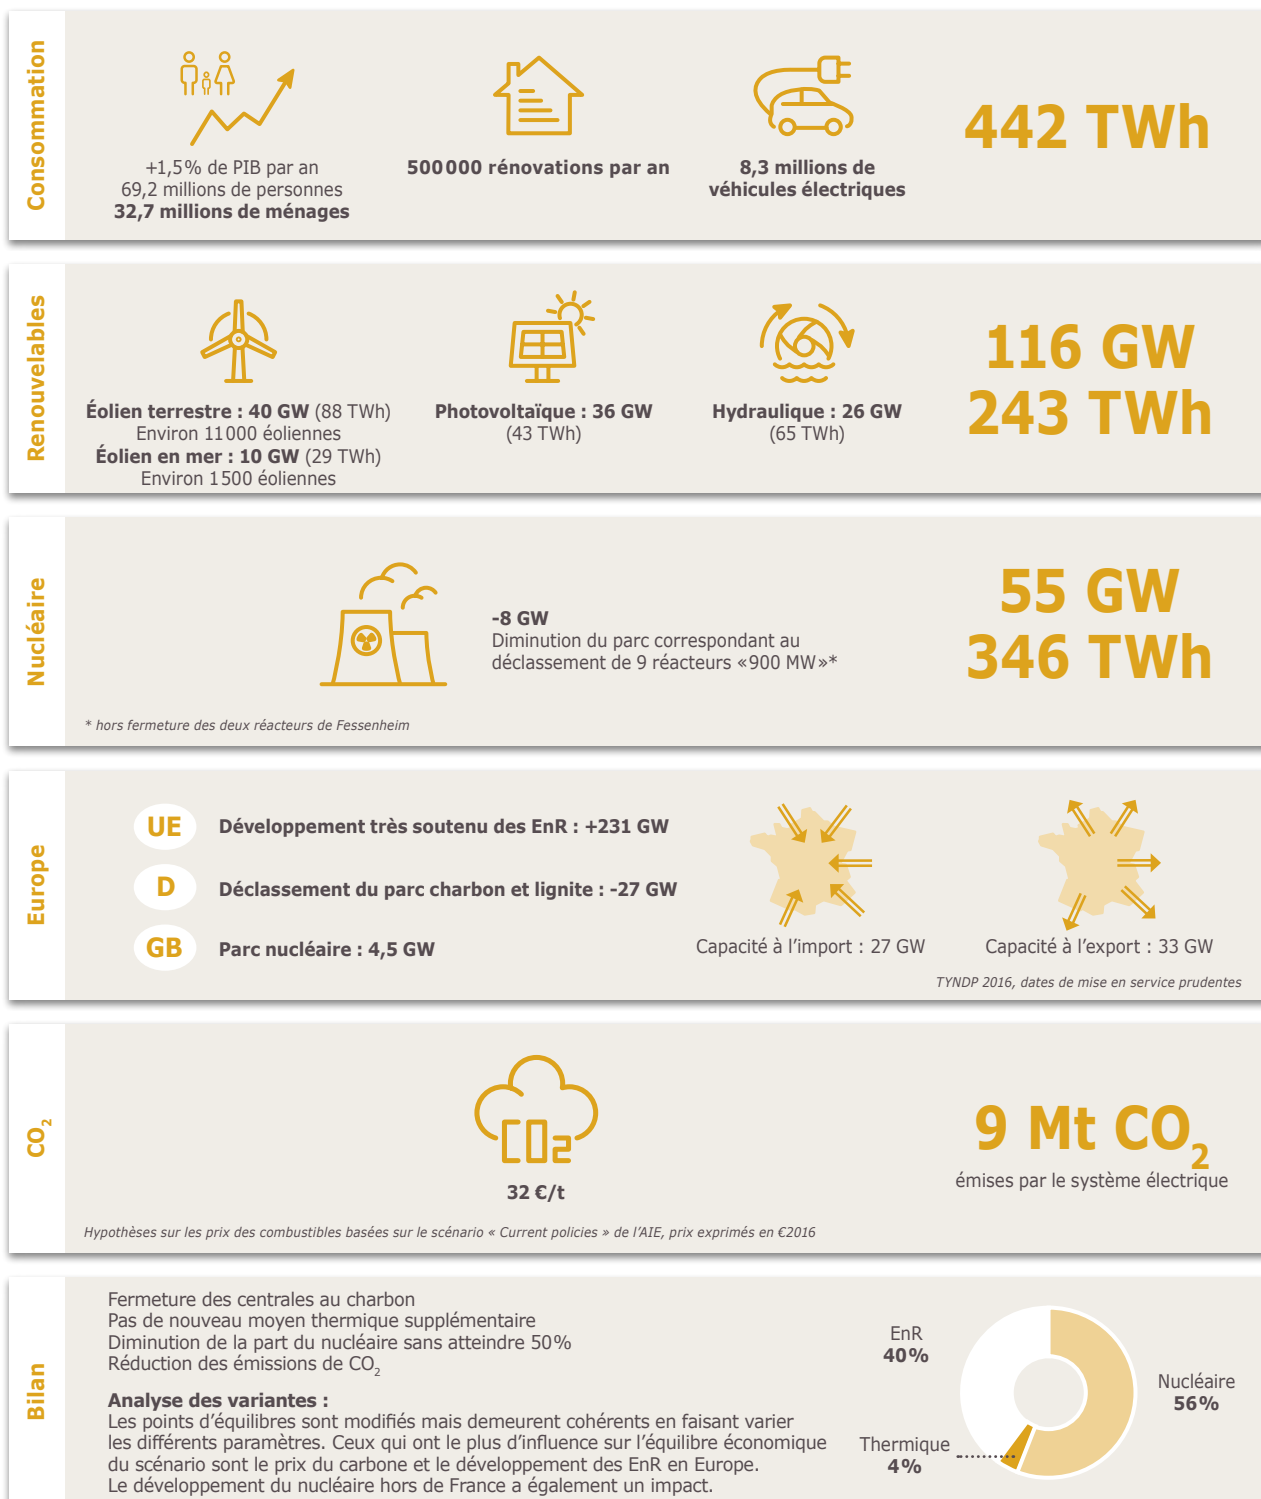 Consommation
+1,5% de PIB par an
69,2 millions de personnes
32,7 millions de ménages
500000 rénovations par an
8,3 millions de
véhicules électriques
442 TWh
Renouvelables
Éolien terrestre : 40 GW (88 TWh)
Environ 11000 éoliennes
Éolien en mer : 10 GW (29 TWh)
Environ 1500 éoliennes
Photovoltaïque : 36 GW
(43 TWh)
Hydraulique : 26 GW
(65 TWh)
116 GW
243 TWh
Nucléaire
-8 GW
Diminution du parc correspondant au
déclassement de 9 réacteurs «900 MW»*
55 GW
346 TWh
* hors fermeture des deux réacteurs de Fessenheim
Europe
UE Développement très soutenu des EnR : +231 GW
D Déclassement du parc charbon et lignite : -27 GW
GB Parc nucléaire : 4,5 GW
Capacité à l'import : 27 GW
Capacité à l'export : 33 GW
TYNDP 2016, dates de mise en service prudentes
CO₂
CO2
32 €/t
9 Mt CO₂
émises par le système électrique
Hypothèses sur les prix des combustibles basées sur le scénario « Current policies » de l'AIE, prix exprimés en €2016
Bilan
Fermeture des centrales au charbon
Pas de nouveau moyen thermique supplémentaire
Diminution de la part du nucléaire sans atteindre 50%
Réduction des émissions de CO₂
Analyse des variantes :
Les points d'équilibres sont modifiés mais demeurent cohérents en faisant varier
les différents paramètres. Ceux qui ont le plus d'influence sur l'équilibre économique
du scénario sont le prix du carbone et le développement des EnR en Europe.
Le développement du nucléaire hors de France a également un impact.
EnR
40%
Nucléaire
56%
Thermique
4%